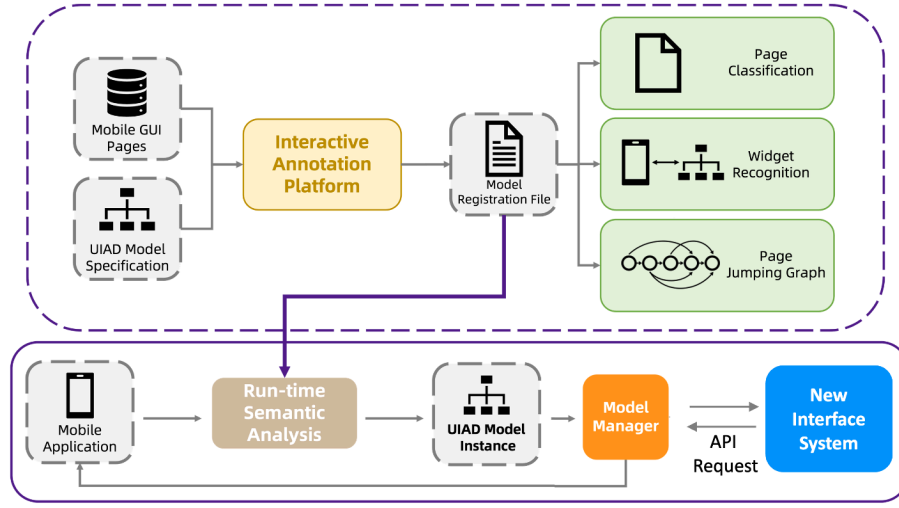 Mobile GUI
Pages
UIAD Model
Specification
Interactive
Annotation
Platform
Model
Registration File
Page
Classification
Widget
Recognition
Page
Jumping Graph
Mobile
Application
Run-time
Semantic
Analysis
UIAD Model
Instance
Model
Manager
API
Request
New
Interface
System